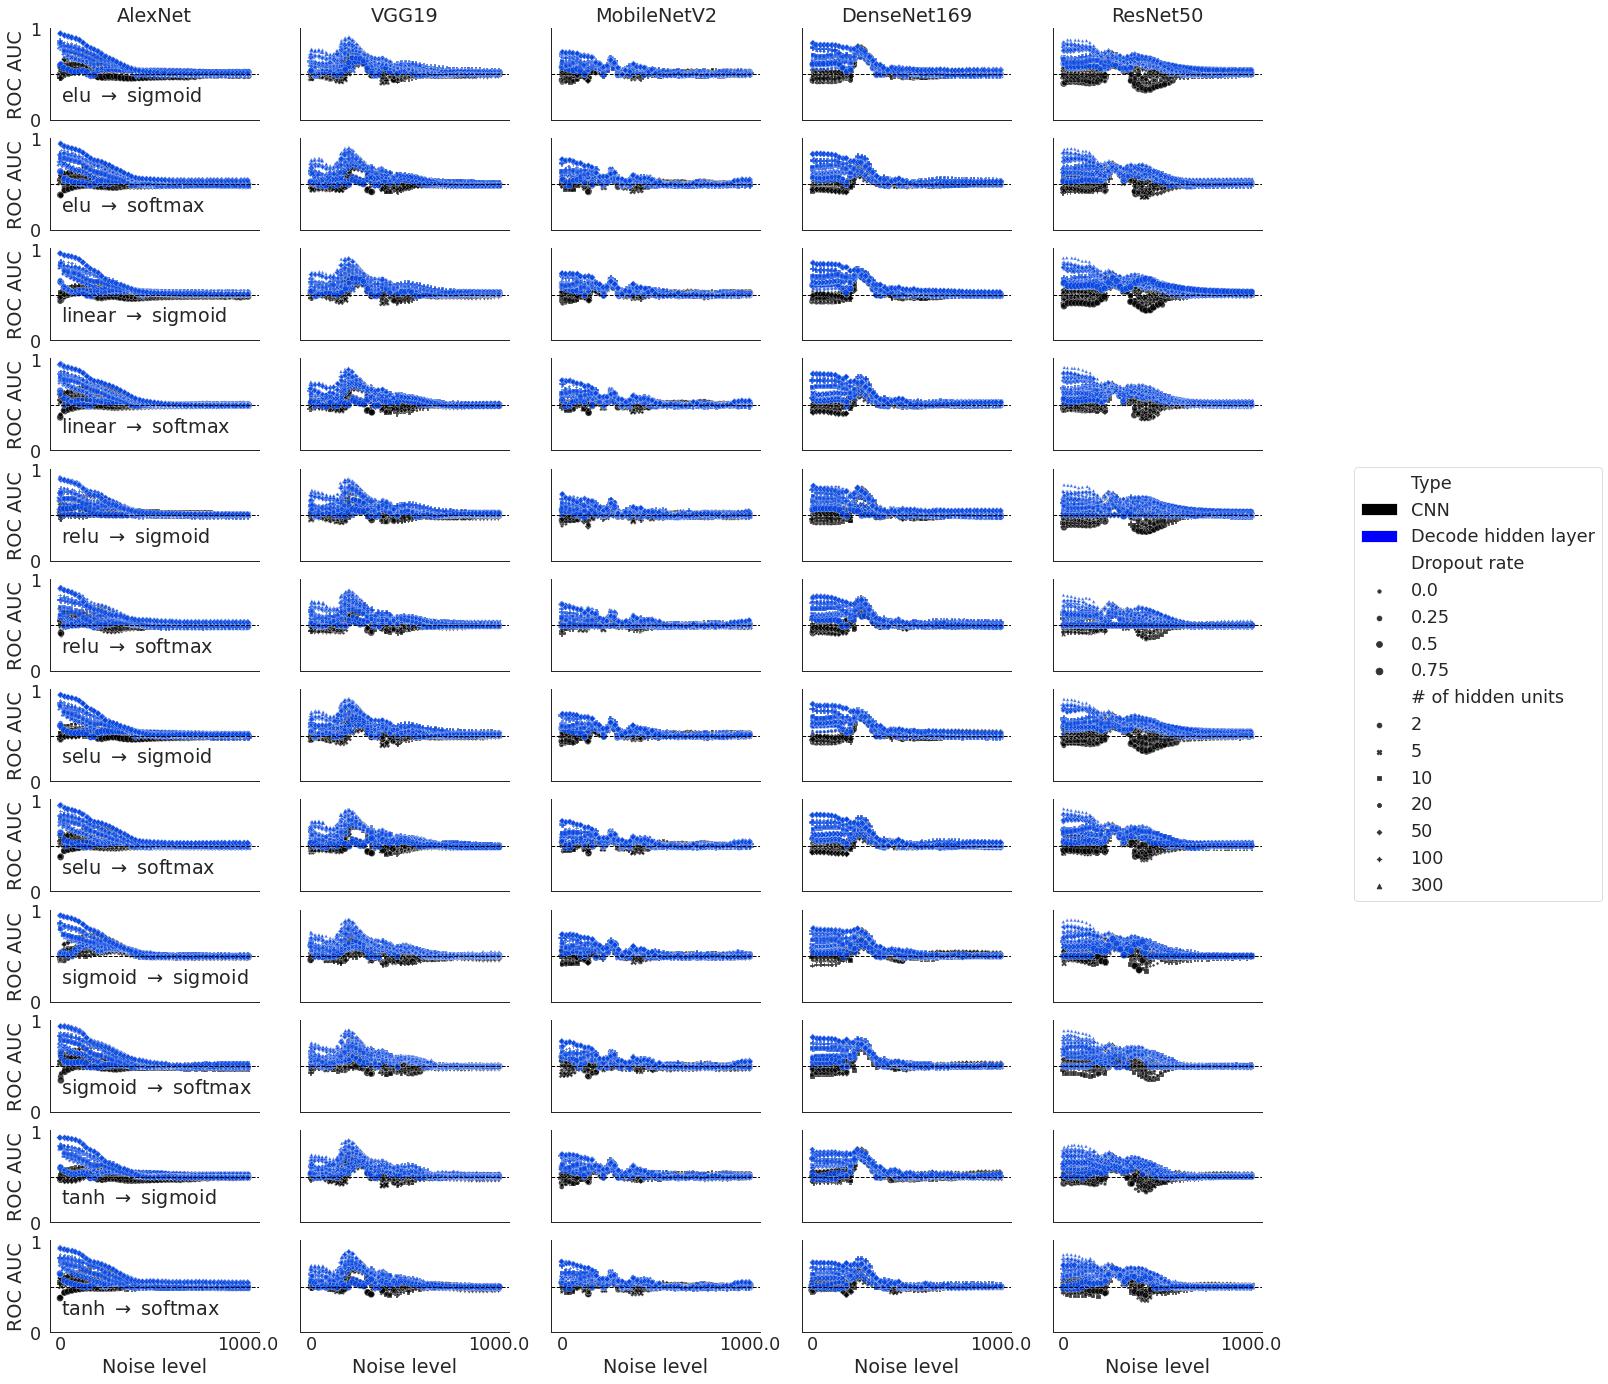 AlexNet VGG19 MobileNetV2 DenseNet169 ResNet50
ROC AUC 1 0 elu → sigmoid
ROC AUC 1 0 elu → softmax
ROC AUC 1 0 linear → sigmoid
ROC AUC 1 0 linear → softmax
ROC AUC 1 0 relu → sigmoid
ROC AUC 1 0 relu → softmax
ROC AUC 1 0 selu → sigmoid
ROC AUC 1 0 selu → softmax
ROC AUC 1 0 sigmoid → sigmoid
ROC AUC 1 0 sigmoid → softmax
ROC AUC 1 0 tanh → sigmoid
ROC AUC 1 0 tanh → softmax
0 1000.0 0 1000.0 0 1000.0 0 1000.0 0 1000.0
Noise level Noise level Noise level Noise level Noise level
Type
CNN
Decode hidden layer
Dropout rate
0.0
0.25
0.5
0.75
# of hidden units
2
5
10
20
50
100
300